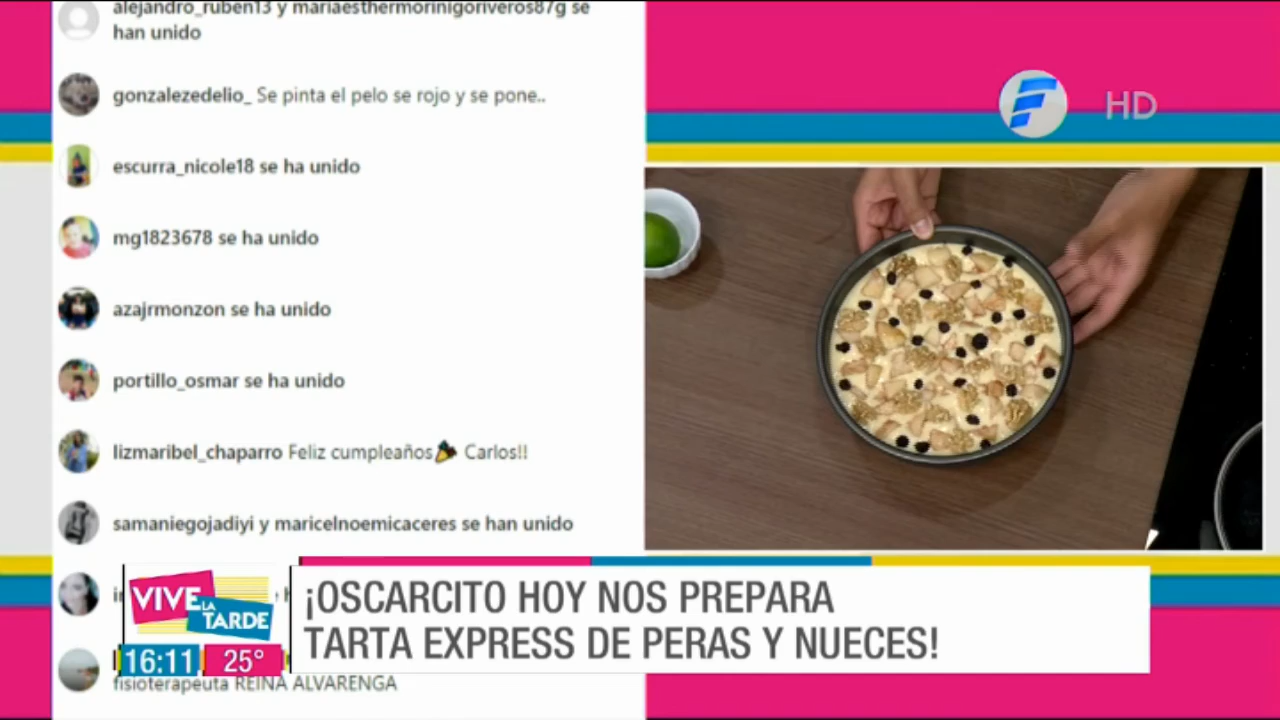 alejandro_ruben13 y mariaesthermorinigoriveros87g se
han unido
gonzalezedelio_ Se pinta el pelo se rojo y se pone..
escurra_nicole18 se ha unido
mg1823678 se ha unido
azajrmonzon se ha unido
portillo_osmar se ha unido
lizmaribel_chaparro Feliz cumpleaños🎉 Carlos!!
samaniegojadiyi y maricelnoemicaceres se han unido
fisioterapeuta REINA ALVARENGA
HD
VIVE
LA
TARDE
16:11 25°
¡OSCARCITO HOY NOS PREPARA
TARTA EXPRESS DE PERAS Y NUECES!